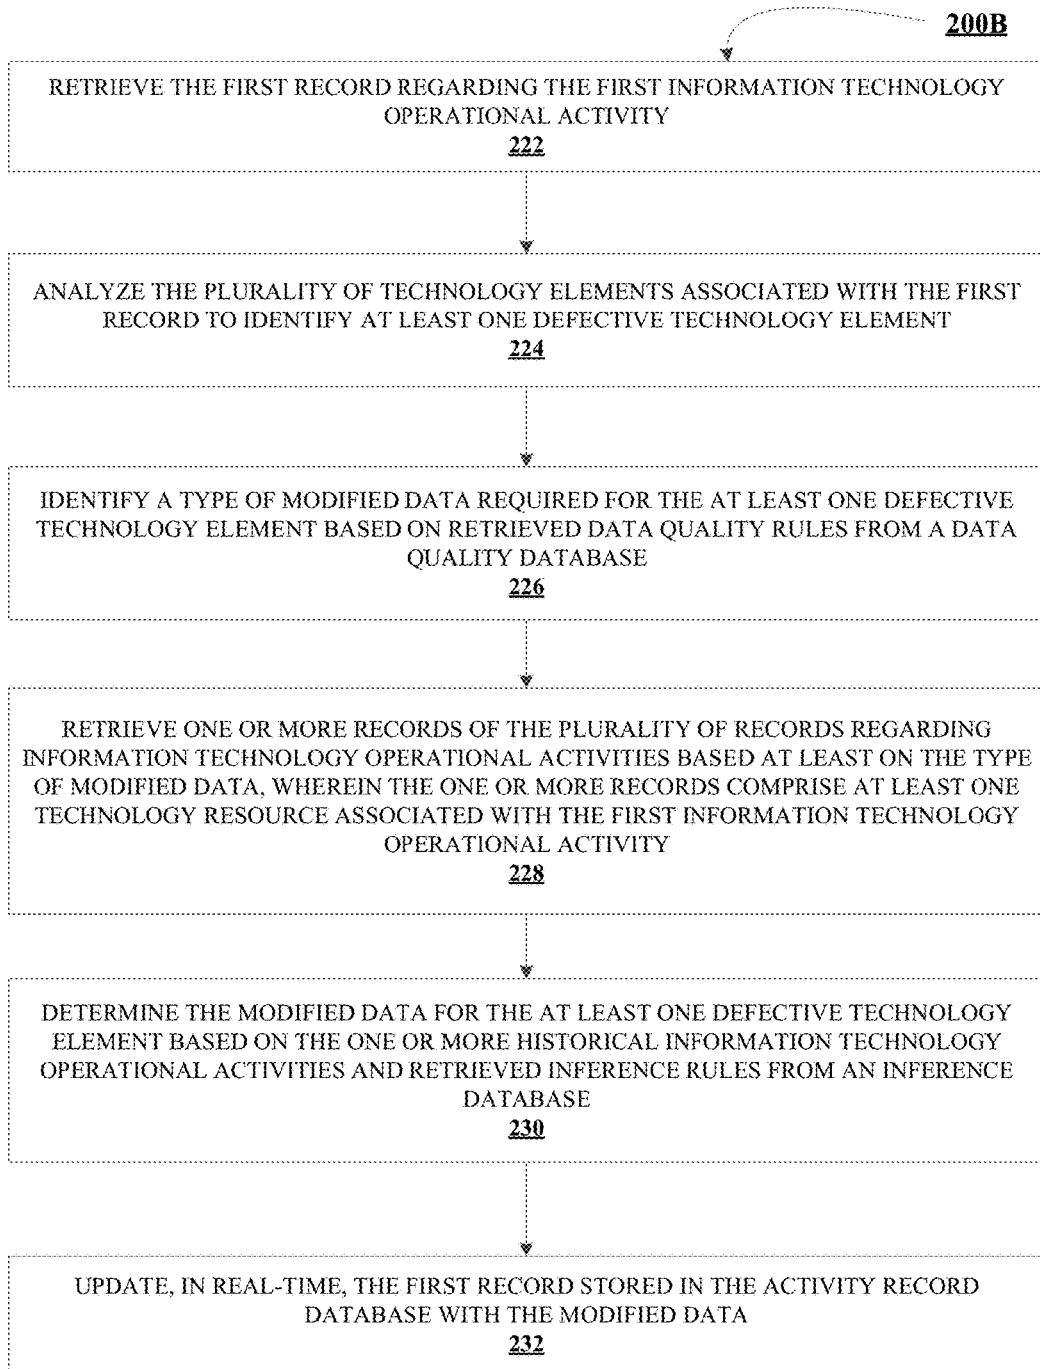 200B
RETRIEVE THE FIRST RECORD REGARDING THE FIRST INFORMATION TECHNOLOGY
OPERATIONAL ACTIVITY
222
ANALYZE THE PLURALITY OF TECHNOLOGY ELEMENTS ASSOCIATED WITH THE FIRST
RECORD TO IDENTIFY AT LEAST ONE DEFECTIVE TECHNOLOGY ELEMENT
224
IDENTIFY A TYPE OF MODIFIED DATA REQUIRED FOR THE AT LEAST ONE DEFECTIVE
TECHNOLOGY ELEMENT BASED ON RETRIEVED DATA QUALITY RULES FROM A DATA
QUALITY DATABASE
226
RETRIEVE ONE OR MORE RECORDS OF THE PLURALITY OF RECORDS REGARDING
INFORMATION TECHNOLOGY OPERATIONAL ACTIVITIES BASED AT LEAST ON THE TYPE
OF MODIFIED DATA, WHEREIN THE ONE OR MORE RECORDS COMPRISE AT LEAST ONE
TECHNOLOGY RESOURCE ASSOCIATED WITH THE FIRST INFORMATION TECHNOLOGY
OPERATIONAL ACTIVITY
228
DETERMINE THE MODIFIED DATA FOR THE AT LEAST ONE DEFECTIVE TECHNOLOGY
ELEMENT BASED ON THE ONE OR MORE HISTORICAL INFORMATION TECHNOLOGY
OPERATIONAL ACTIVITIES AND RETRIEVED INFERENCE RULES FROM AN INFERENCE
DATABASE
230
UPDATE, IN REAL-TIME, THE FIRST RECORD STORED IN THE ACTIVITY RECORD
DATABASE WITH THE MODIFIED DATA
232